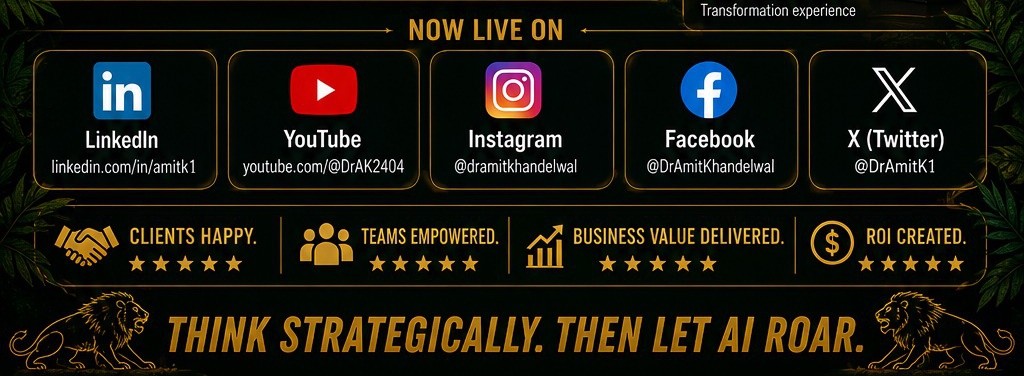 Transformation experience
NOW LIVE ON
in
LinkedIn
linkedin.com/in/amitk1
YouTube
youtube.com/@DrAK2404
Instagram
@dramitkhandelwal
f
Facebook
@DrAmitKhandelwal
X
X (Twitter)
@DrAmitK1
CLIENTS HAPPY.
TEAMS EMPOWERED.
BUSINESS VALUE DELIVERED.
$
ROI CREATED.
THINK STRATEGICALLY. THEN LET AI ROAR.